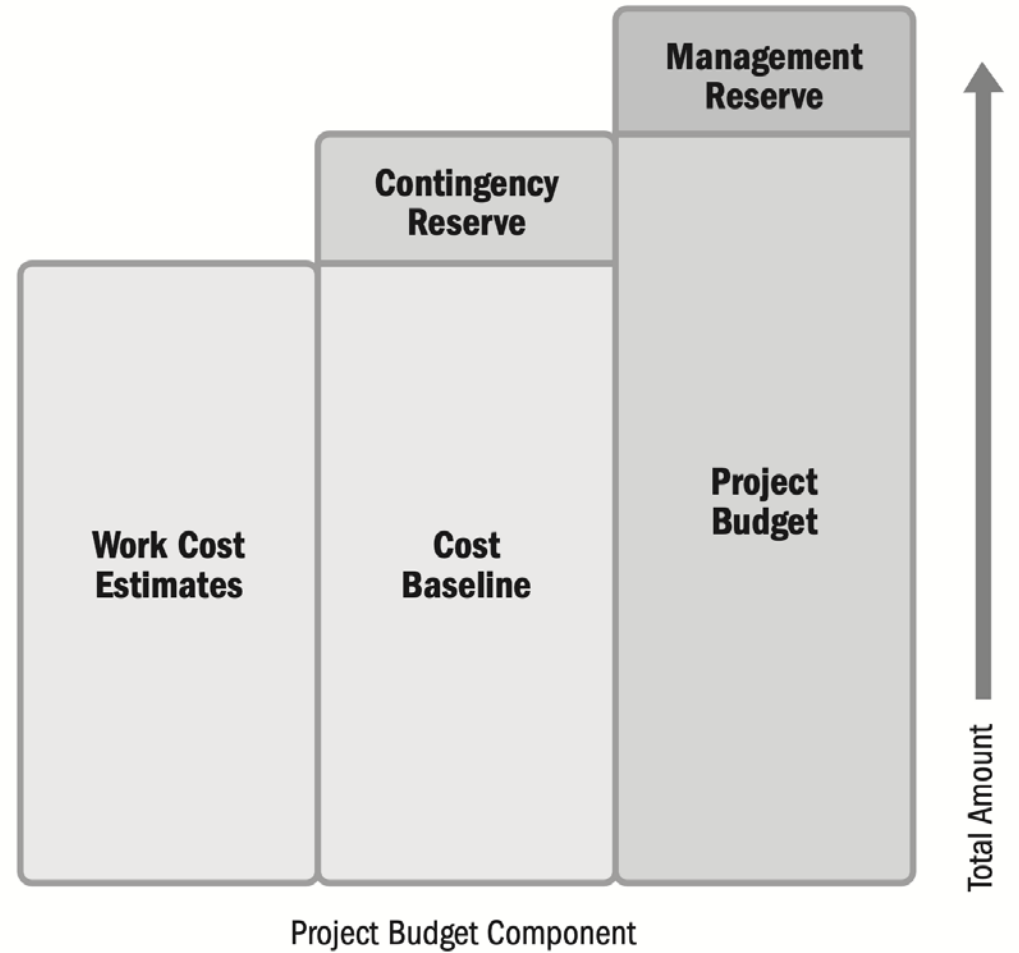 Management
Reserve
Contingency
Reserve
Work Cost
Estimates
Cost
Baseline
Project
Budget
Total Amount
Project Budget Component